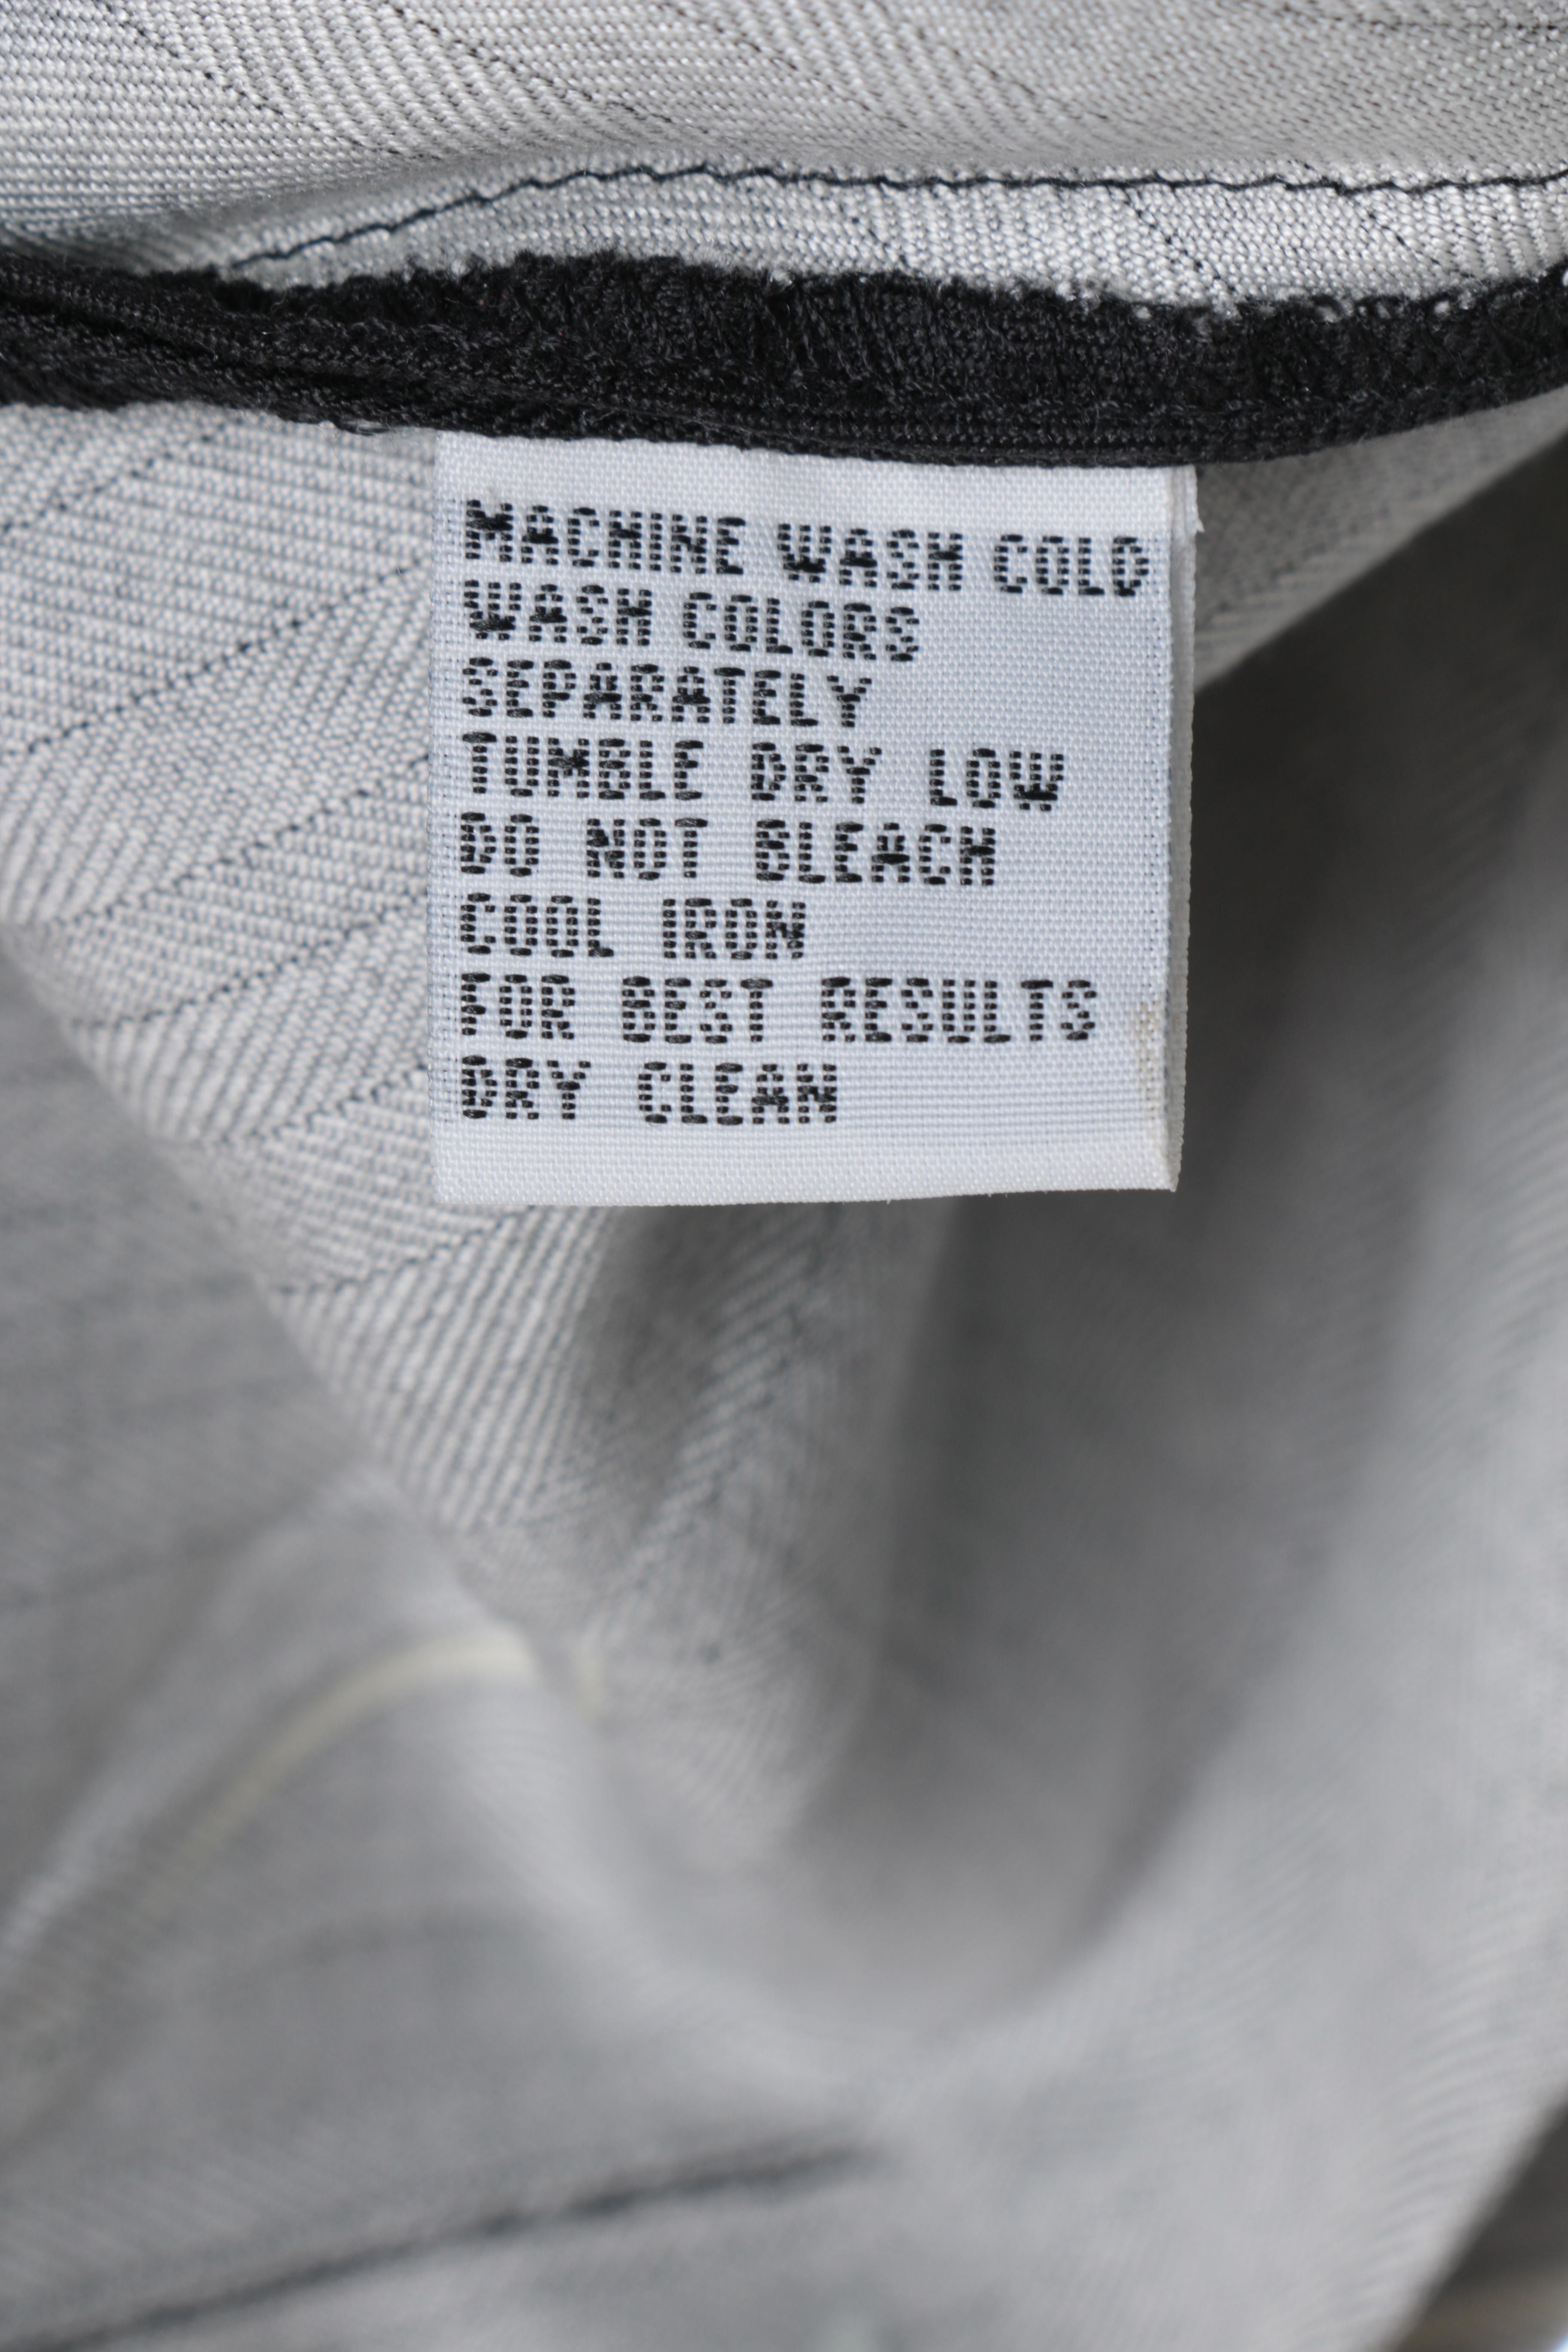 MACHINE WASH COLD
WASH COLORS
SEPARATELY
TUMBLE DRY LOW
DO NOT BLEACH
COOL IRON
FOR BEST RESULTS
DRY CLEAN